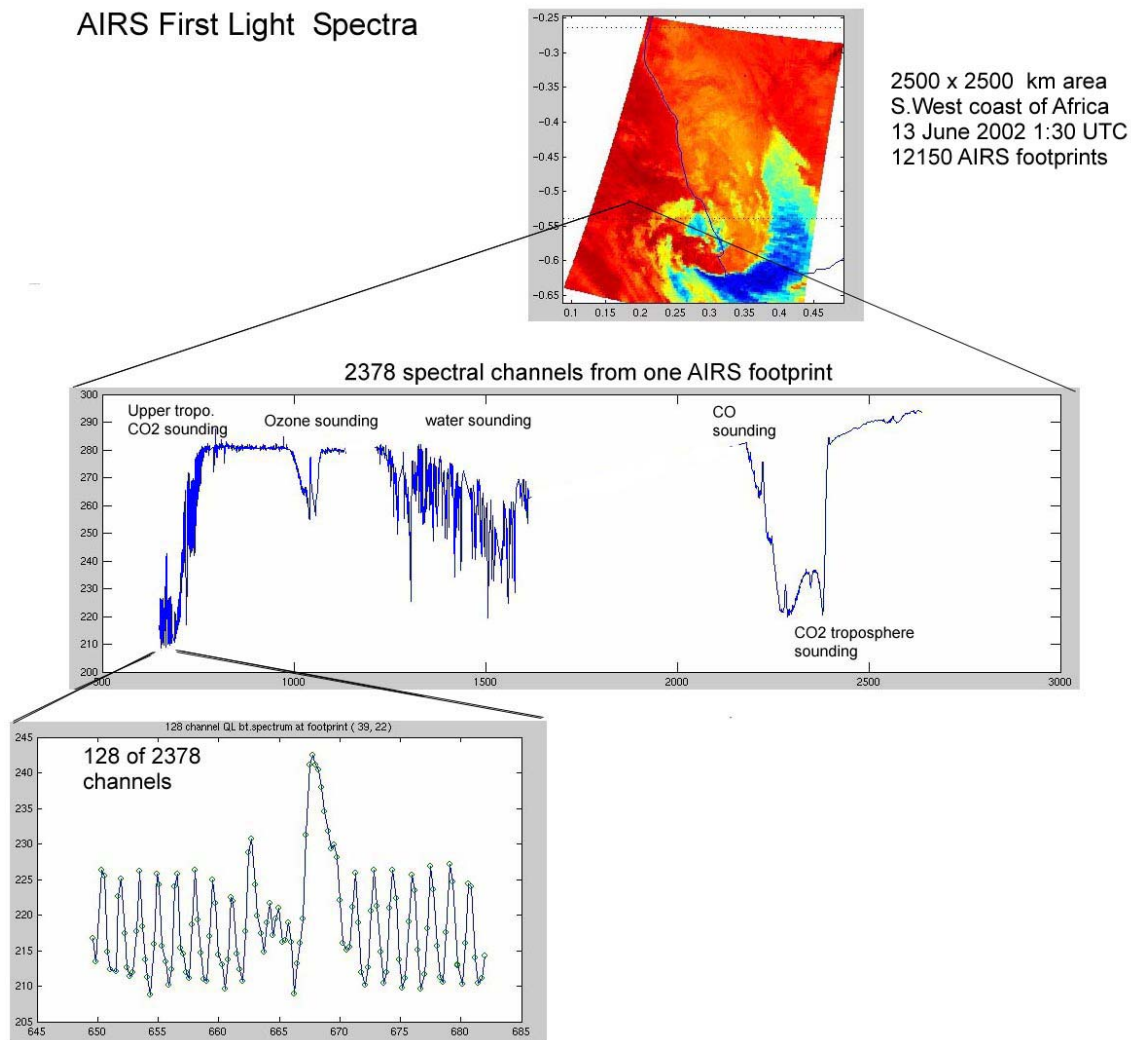 AIRS First Light Spectra
-0.25
-0.3
-0.35
-0.4
-0.45
-0.5
-0.55
-0.6
-0.65
0.1 0.15 0.2 0.25 0.3 0.35 0.4 0.45
2500 x 2500 km area
S.West coast of Africa
13 June 2002 1:30 UTC
12150 AIRS footprints
2378 spectral channels from one AIRS footprint
300
290
280
270
260
250
240
230
220
210
200
Upper tropo.
CO2 sounding
Ozone sounding
water sounding
CO
sounding
CO2 troposphere
sounding
500 1000 1500 2000 2500 3000
128 channel QL bt.spectrum at footprint ( 39, 22)
128 of 2378
channels
245
240
235
230
225
220
215
210
205
645 650 655 660 665 670 675 680 685